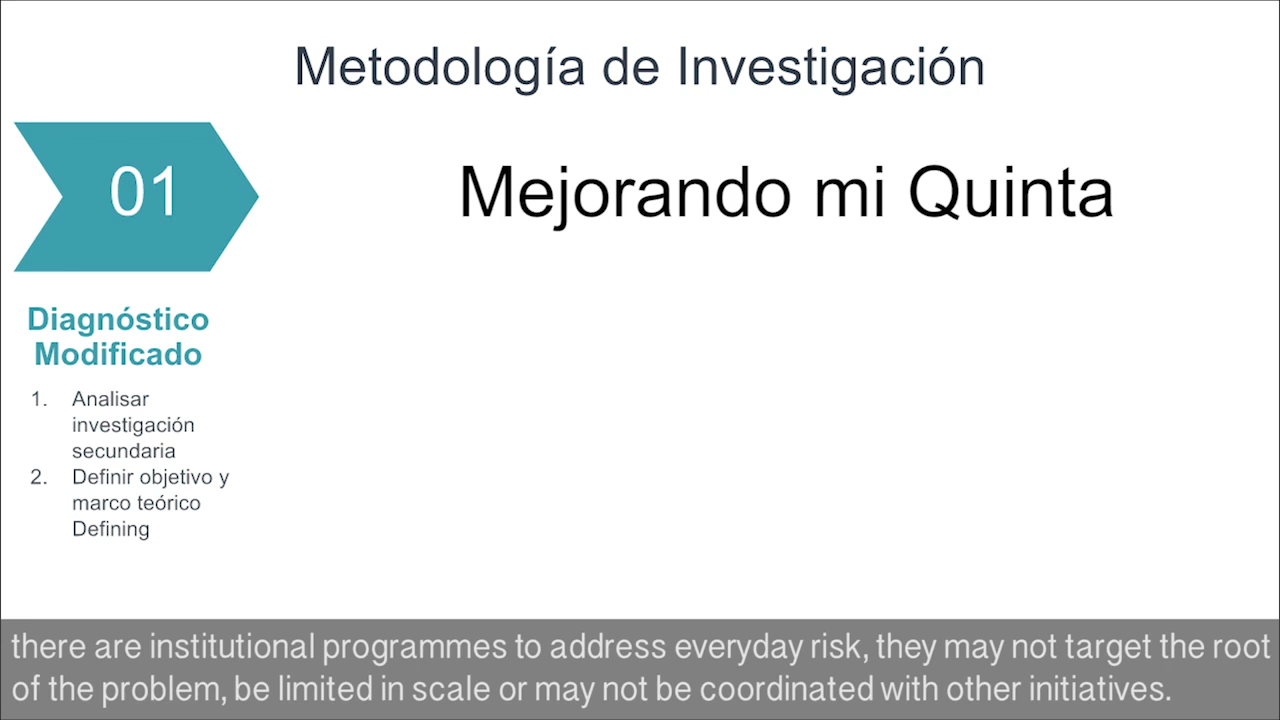 Metodología de Investigación
01
Mejorando mi Quinta
Diagnóstico
Modificado
1. Analisar
investigación
secundaria
2. Definir objetivo y
marco teórico
Defining
there are institutional programmes to address everyday risk, they may not target the root
of the problem, be limited in scale or may not be coordinated with other initiatives.